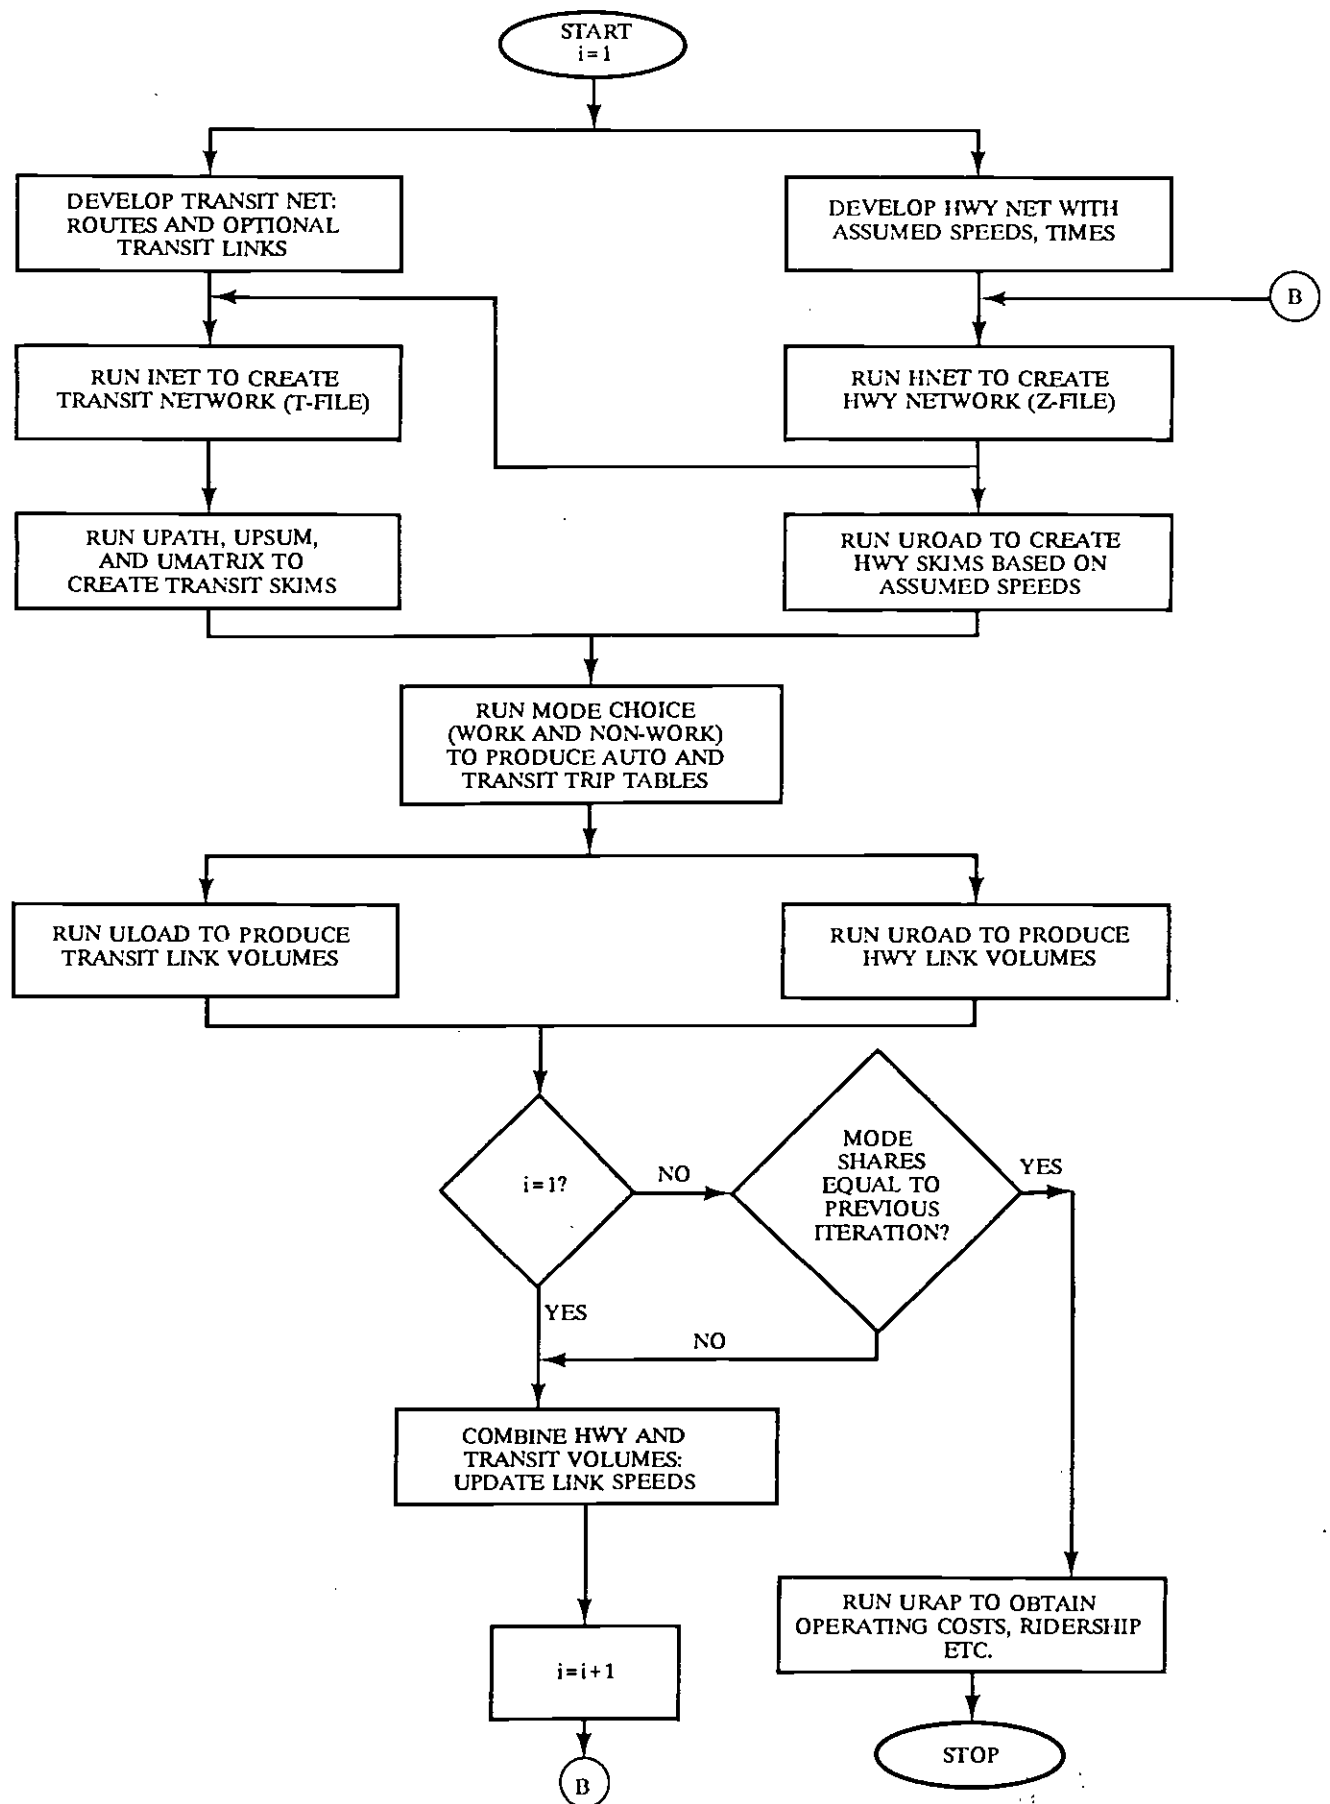 START
i=1
DEVELOP TRANSIT NET:
ROUTES AND OPTIONAL
TRANSIT LINKS
DEVELOP HWY NET WITH
ASSUMED SPEEDS, TIMES
B
RUN INET TO CREATE
TRANSIT NETWORK (T-FILE)
RUN HNET TO CREATE
HWY NETWORK (Z-FILE)
RUN UPATH, UPSUM,
AND UMATRIX TO
CREATE TRANSIT SKIMS
RUN UROAD TO CREATE
HWY SKIMS BASED ON
ASSUMED SPEEDS
RUN MODE CHOICE
(WORK AND NON-WORK)
TO PRODUCE AUTO AND
TRANSIT TRIP TABLES
RUN ULOAD TO PRODUCE
TRANSIT LINK VOLUMES
RUN UROAD TO PRODUCE
HWY LINK VOLUMES
i=1?
NO
MODE
SHARES
EQUAL TO
PREVIOUS
ITERATION?
YES
YES
NO
COMBINE HWY AND
TRANSIT VOLUMES:
UPDATE LINK SPEEDS
RUN URAP TO OBTAIN
OPERATING COSTS, RIDERSHIP
ETC.
i=i+1
STOP
B